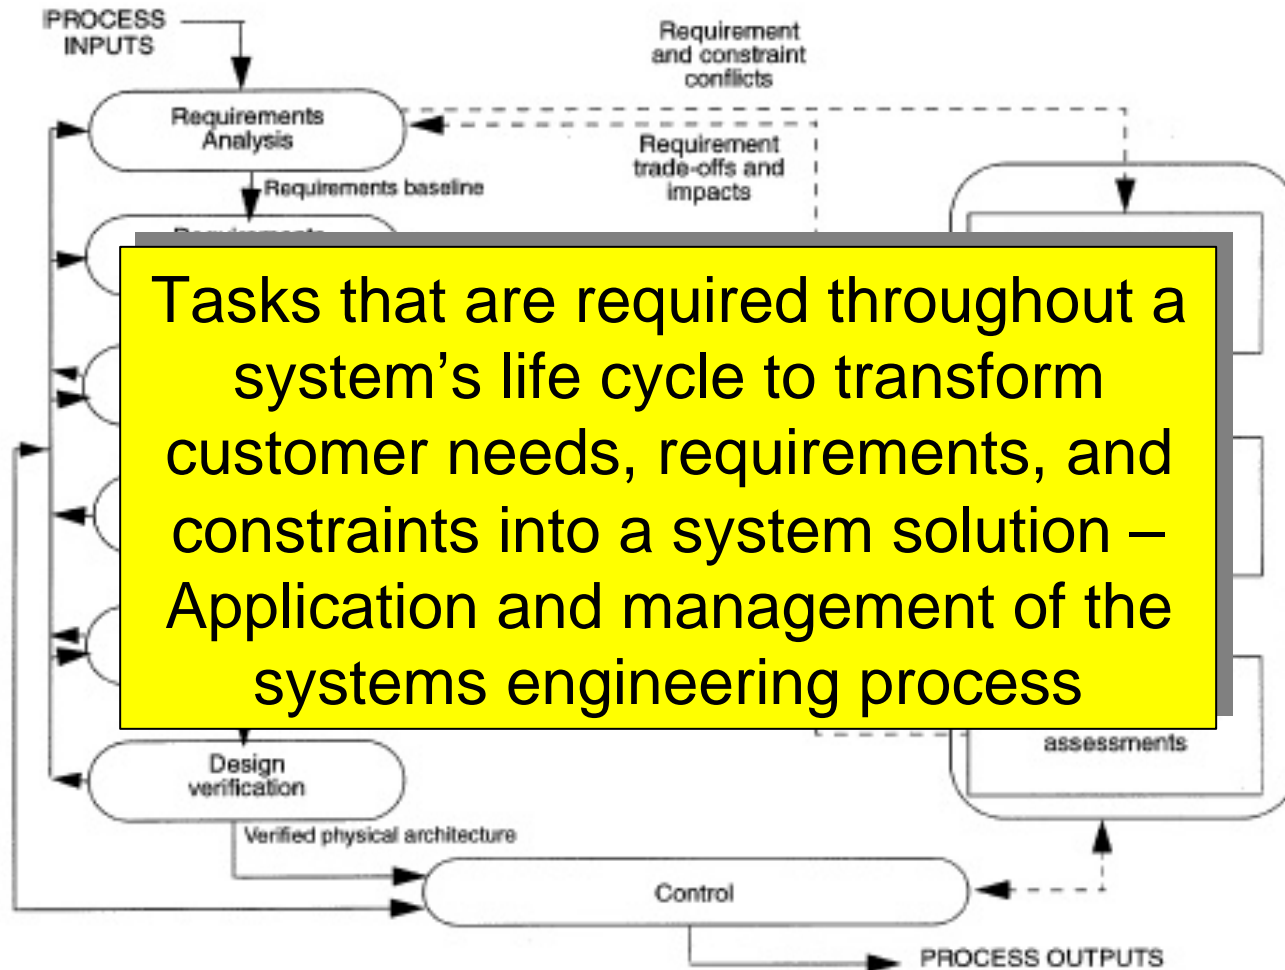 PROCESS
INPUTS
Requirement
and constraint
conflicts
Requirements
Analysis
Requirement
trade-offs and
impacts
Requirements baseline
Tasks that are required throughout a
system’s life cycle to transform
customer needs, requirements, and
constraints into a system solution –
Application and management of the
systems engineering process
assessments
Design
verification
Verified physical architecture
Control
PROCESS OUTPUTS